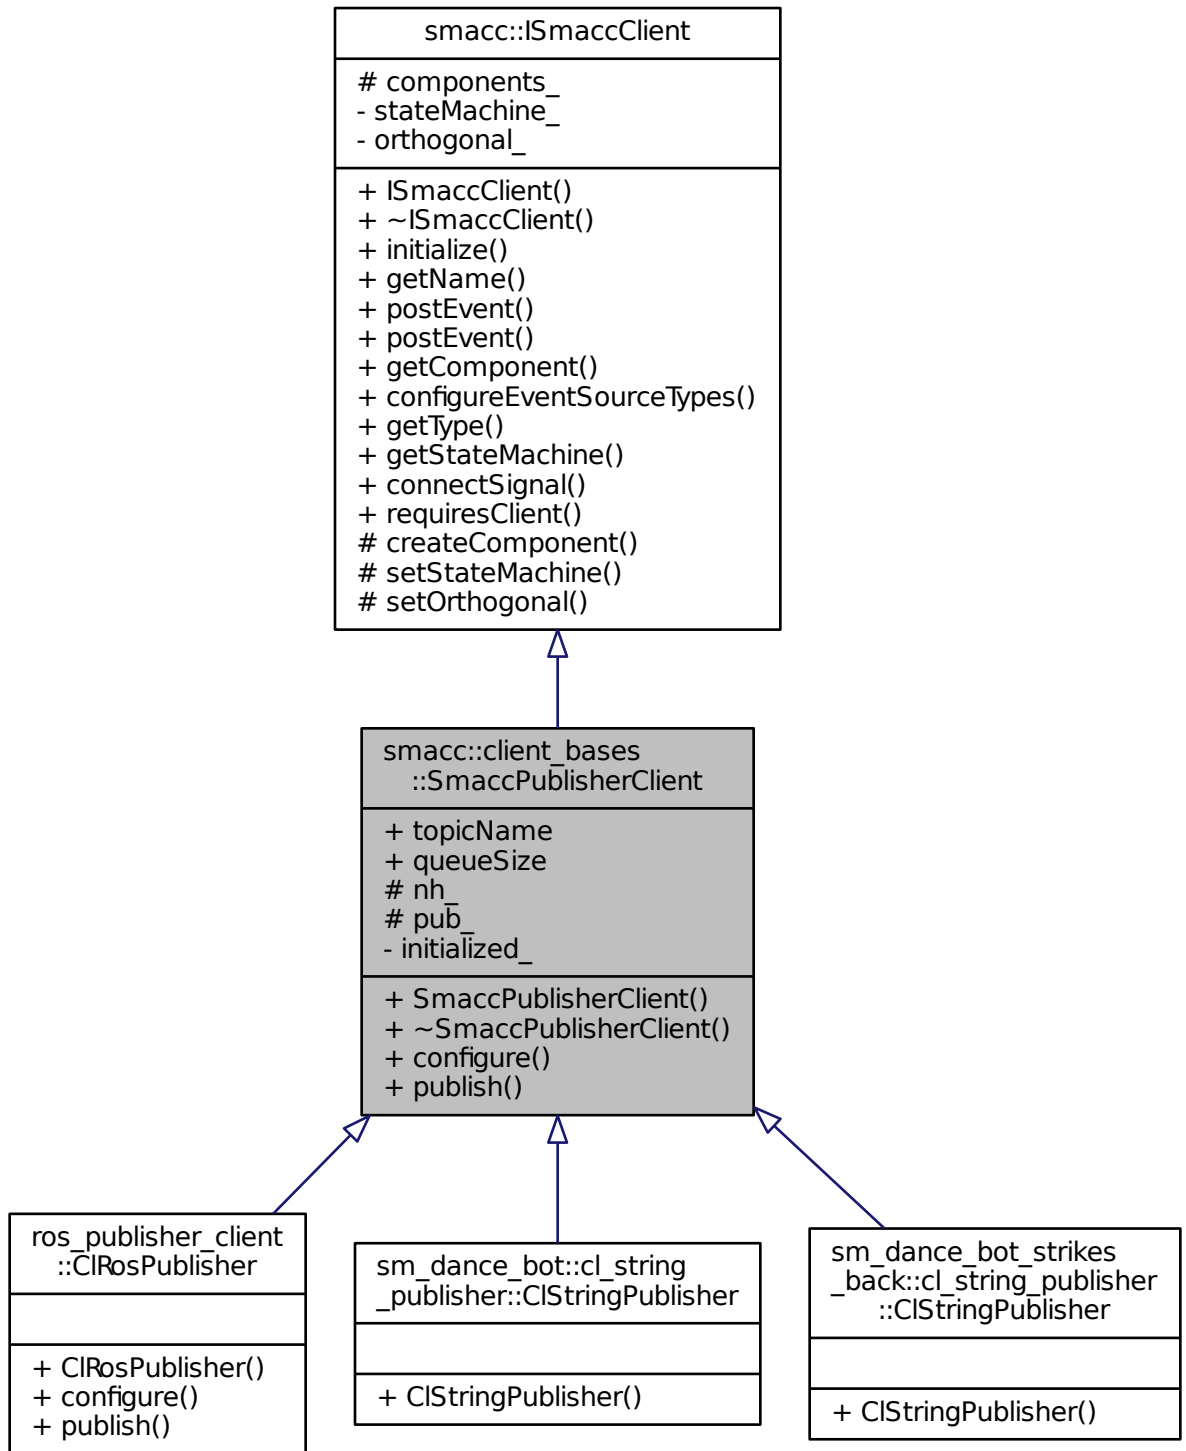 smacc::ISmaccClient
# components_
- stateMachine_
- orthogonal_
+ ISmaccClient()
+ ~ISmaccClient()
+ initialize()
+ getName()
+ postEvent()
+ postEvent()
+ getComponent()
+ configureEventSourceTypes()
+ getType()
+ getStateMachine()
+ connectSignal()
+ requiresClient()
# createComponent()
# setStateMachine()
# setOrthogonal()
smacc::client_bases
::SmaccPublisherClient
+ topicName
+ queueSize
# nh_
# pub_
- initialized_
+ SmaccPublisherClient()
+ ~SmaccPublisherClient()
+ configure()
+ publish()
ros_publisher_client
::ClRosPublisher
+ ClRosPublisher()
+ configure()
+ publish()
sm_dance_bot::cl_string
_publisher::ClStringPublisher
+ ClStringPublisher()
sm_dance_bot_strikes
_back::cl_string_publisher
::ClStringPublisher
+ ClStringPublisher()